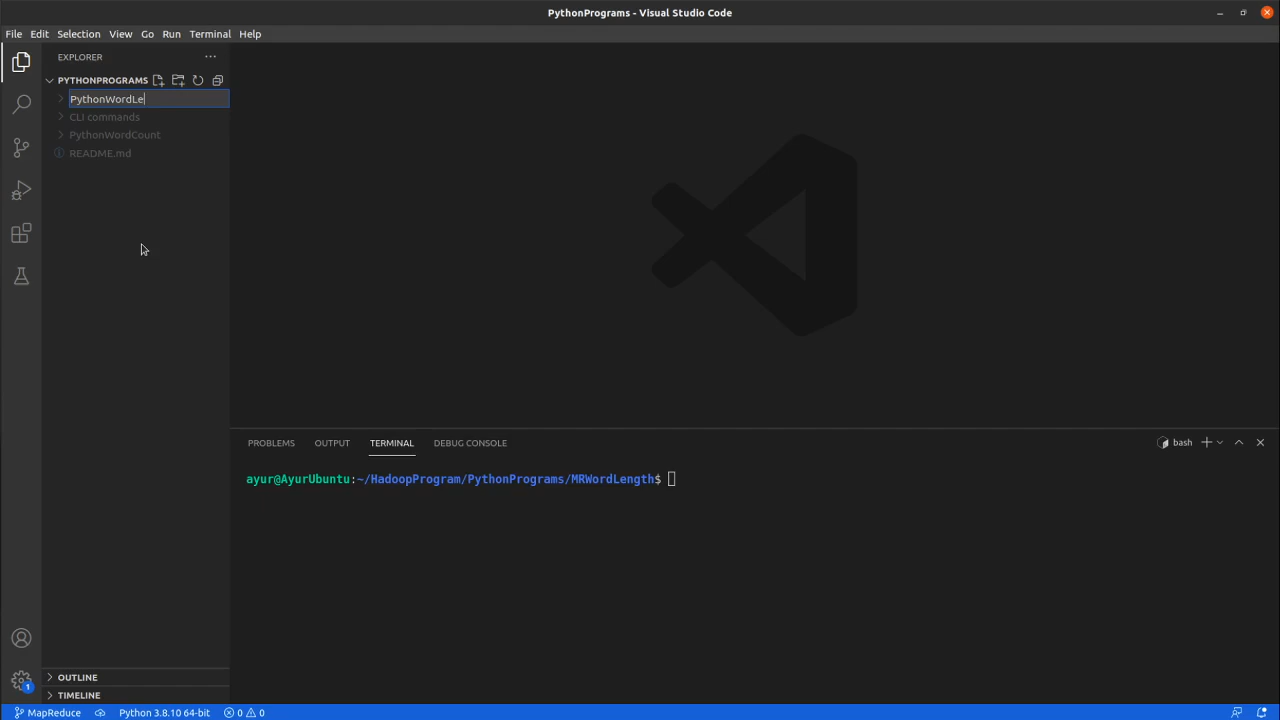 PythonPrograms - Visual Studio Code
File Edit Selection View Go Run Terminal Help
EXPLORER
PYTHONPROGRAMS
PythonWordLe
CLI commands
PythonWordCount
README.md
PROBLEMS OUTPUT TERMINAL DEBUG CONSOLE
bash
ayur@AyurUbuntu:~/HadoopProgram/PythonPrograms/MRWordLength$
OUTLINE
TIMELINE
1
MapReduce Python 3.8.10 64-bit 0 0